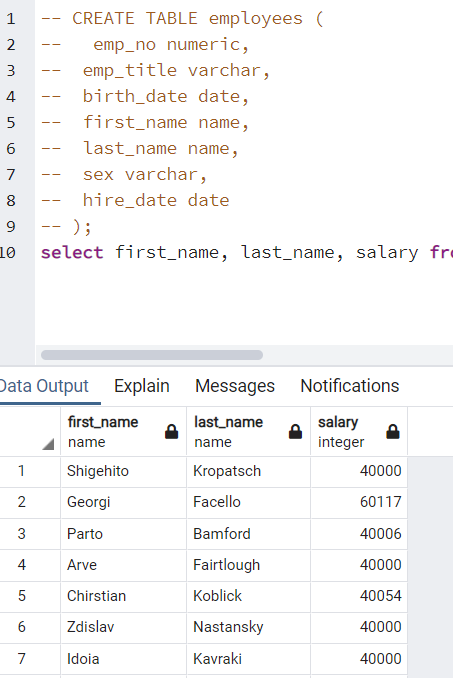 1 -- CREATE TABLE employees (
2 --   emp_no numeric,
3 --  emp_title varchar,
4 --  birth_date date,
5 --  first_name name,
6 --  last_name name,
7 --  sex varchar,
8 --  hire_date date
9 -- );
10 select first_name, last_name, salary fro
Data Output Explain Messages Notifications
first_name last_name salary
name name integer
1 Shigehito Kropatsch 40000
2 Georgi Facello 60117
3 Parto Bamford 40006
4 Arve Fairtlough 40000
5 Chirstian Koblick 40054
6 Zdislav Nastansky 40000
7 Idoia Kavraki 40000